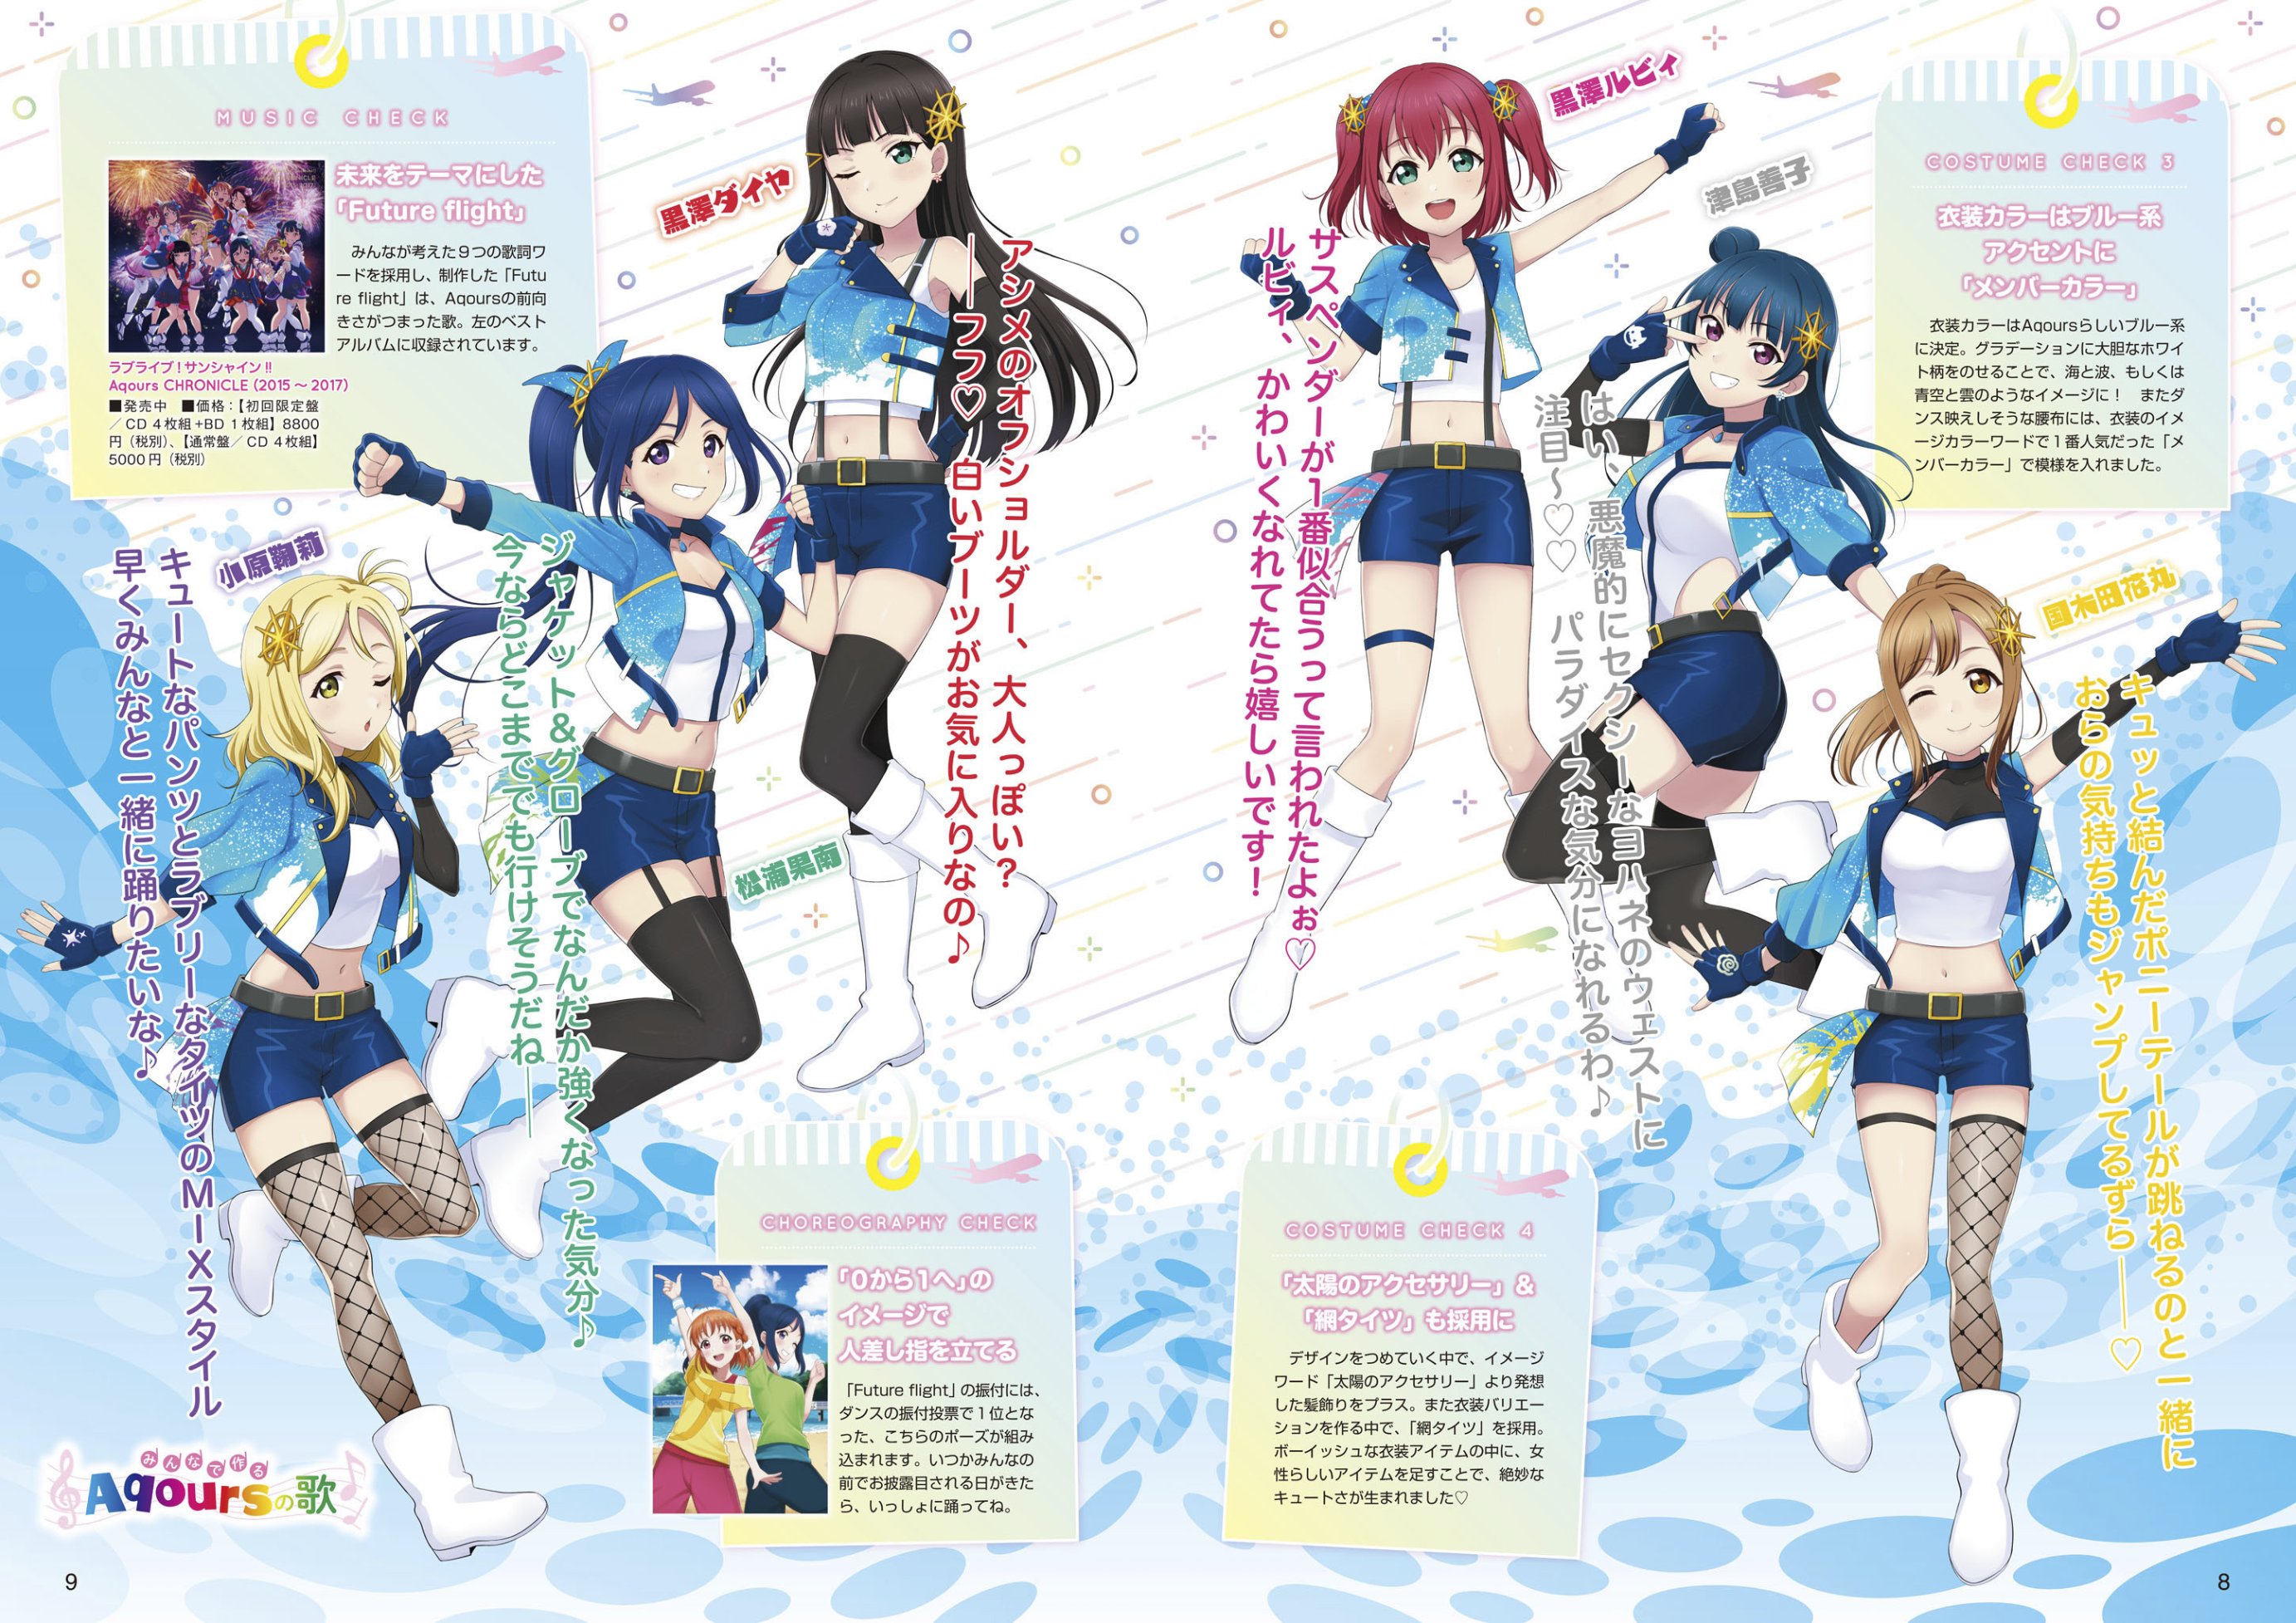 黒澤ルビィ
サスペンダーが1番似合うって言われたよぉ♡
ルビィ、かわいくなれてたら嬉しいです!
津島善子
はい、悪魔的にセクシーなヨハネのウェストに
注目〜♡♡ パラダイスな気分になれるわ♪
国木田花丸
キュッと結んだポニーテールが跳ねるのと一緒に
おらの気持ちもジャンプしてるずら――♡
COSTUME CHECK 3
衣装カラーはブルー系
アクセントに
「メンバーカラー」
衣装カラーはAqoursらしいブルー系
に決定。グラデーションに大胆なホワイ
ト柄をのせることで、海と波、もしくは
青空と雲のようなイメージに! またダ
ンス映えしそうな腰布には、衣装のイメ
ージカラーワードで1番人気だった「メ
ンバーカラー」で模様を入れました。
COSTUME CHECK 4
「太陽のアクセサリー」&
「網タイツ」も採用に
デザインをつめていく中で、イメージ
ワード「太陽のアクセサリー」より発想
した髪飾りをプラス。また衣装バリエー
ションを作る中で、「網タイツ」を採用。
ボーイッシュな衣装アイテムの中に、女
性らしいアイテムを足すことで、絶妙な
キュートさが生まれました♡
8
黒澤ダイヤ
アシメのオフショルダー、大人っぽい?
――フフ♡ 白いブーツがお気に入りなの♪
松浦果南
ジャケット&グローブでなんだか強くなった気分♪
今ならどこまででも行けそうだね――
小原鞠莉
キュートなパンツとラブリーなタイツのMIXスタイル
早くみんなと一緒に踊りたいな♪
MUSIC CHECK
未来をテーマにした
「Future flight」
みんなが考えた9つの歌詞ワ
ードを採用し、制作した「Futu
re flight」は、Aqoursの前向
きさがつまった歌。左のベスト
アルバムに収録されています。
ラブライブ!サンシャイン!!
Aqours CHRONICLE(2015〜2017)
■発売中 ■価格:【初回限定盤
/CD 4枚組+BD 1枚組】8800
円(税別)、【通常盤/CD 4枚組】
5000円(税別)
CHOREOGRAPHY CHECK
「0から1へ」の
イメージで
人差し指を立てる
「Future flight」の振付には、
ダンスの振付投票で1位とな
った、こちらのポーズが組み
込まれます。いつかみんなの
前でお披露目される日がきた
ら、いっしょに踊ってね。
みんなで作る
Aqoursの歌
9